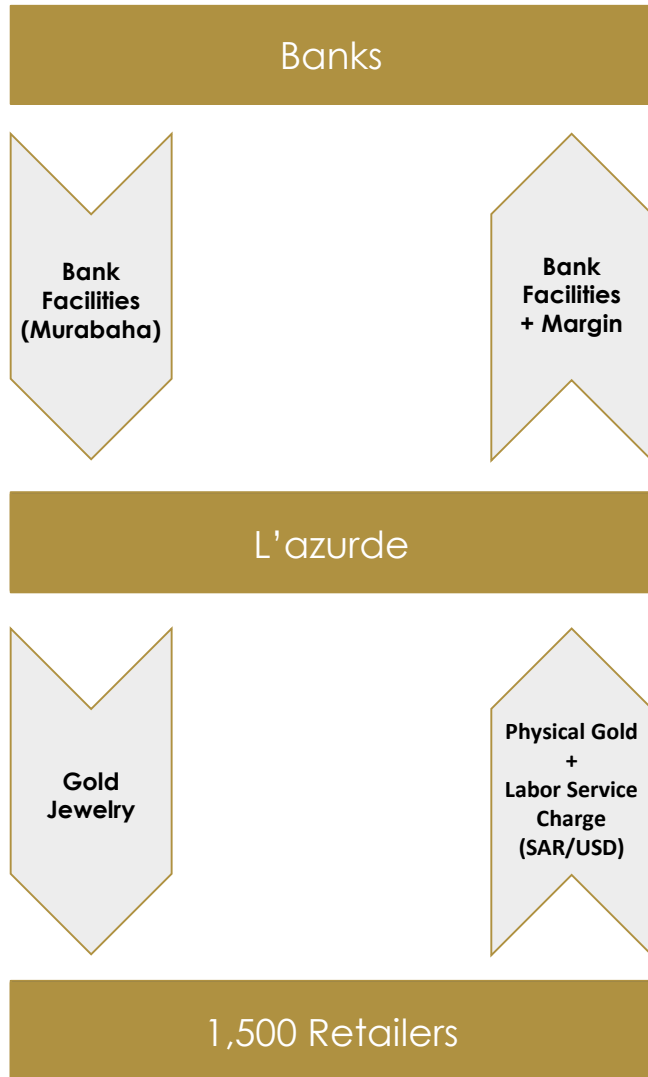 Banks
Bank
Facilities
(Murabaha)
Bank
Facilities
+ Margin
L’azurde
Gold
Jewelry
Physical Gold
+
Labor Service
Charge
(SAR/USD)
1,500 Retailers